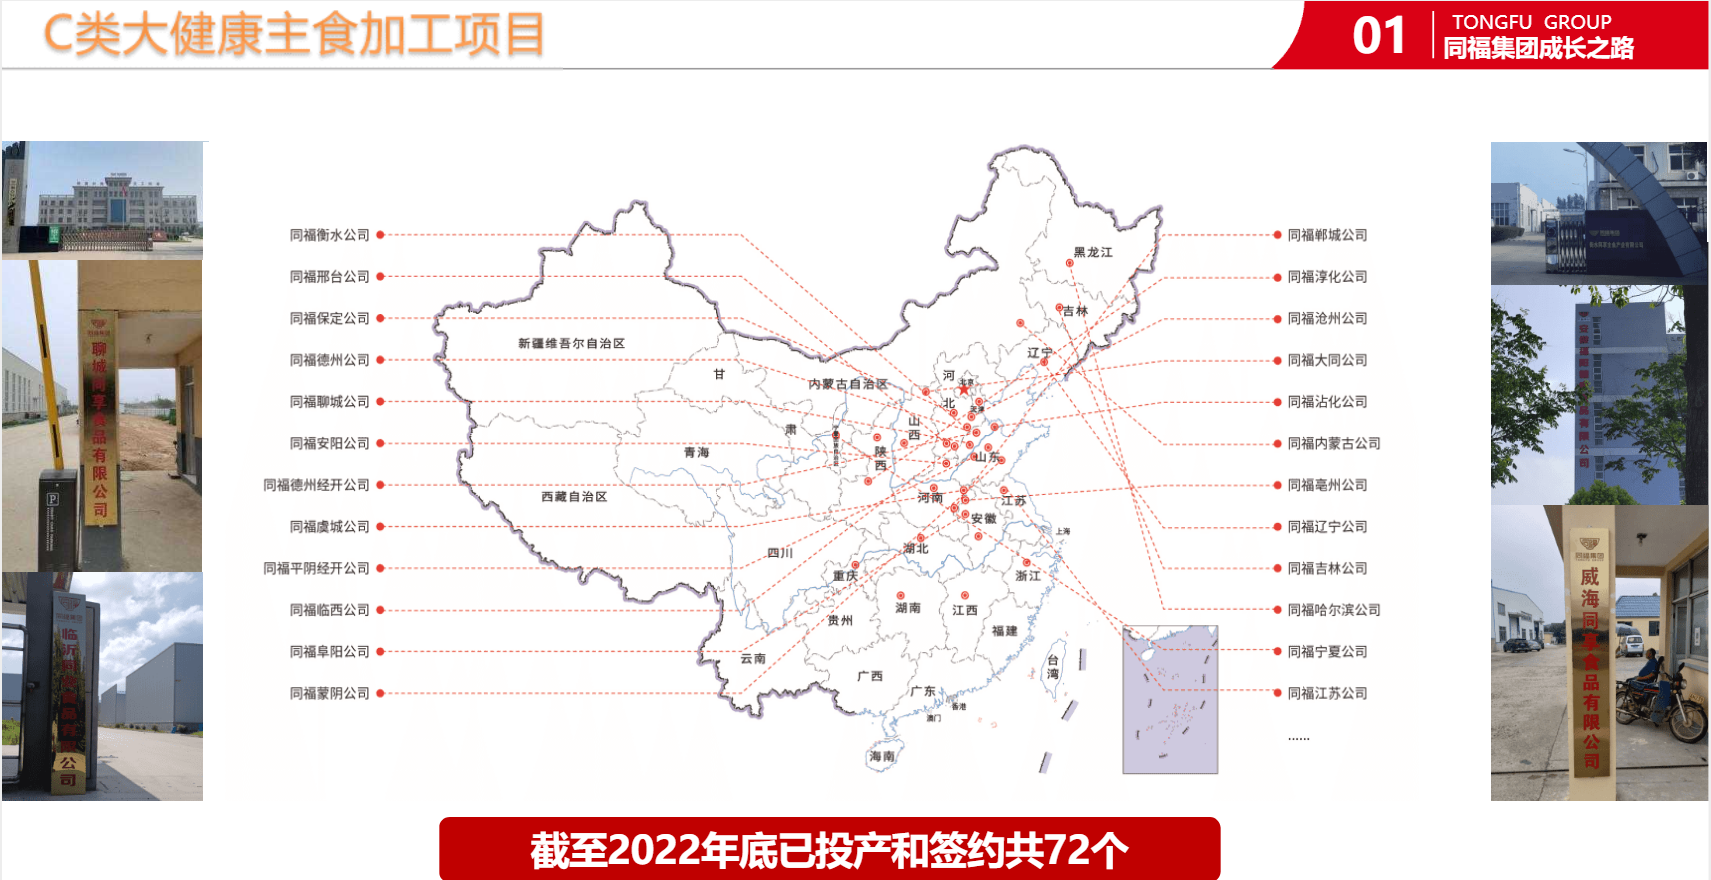 C类大健康主食加工项目
01
TONGFU GROUP
同福集团成长之路
同福衡水公司
同福邢台公司
同福保定公司
同福德州公司
同福聊城公司
同福安阳公司
同福德州经开公司
同福虞城公司
同福平阴经开公司
同福临西公司
同福阜阳公司
同福蒙阴公司
黑龙江
吉林
辽宁
新疆维吾尔自治区
甘
肃
内蒙古自治区
河
北
北京
天津
山
西
陕
西
青海
山东
西藏自治区
河南
江苏
安徽
上海
四川
湖北
重庆
浙江
湖南
江西
贵州
福建
云南
台
湾
广西
广东
香港
澳门
海南
同福郸城公司
同福淳化公司
同福沧州公司
同福大同公司
同福沾化公司
同福内蒙古公司
同福亳州公司
同福辽宁公司
同福吉林公司
同福哈尔滨公司
同福宁夏公司
同福江苏公司
......
聊城同享食品有限公司
P
临沂同享食品有限公司
同福集团
威海同享食品有限公司
截至2022年底已投产和签约共72个